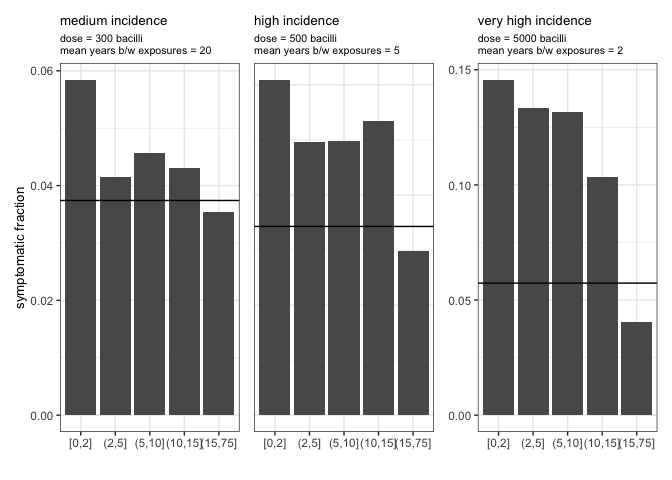 medium incidence
dose = 300 bacilli
mean years b/w exposures = 20
high incidence
dose = 500 bacilli
mean years b/w exposures = 5
very high incidence
dose = 5000 bacilli
mean years b/w exposures = 2
symptomatic fraction
0.06
0.04
0.02
0.00
0.15
0.10
0.05
0.00
[0,2] (2,5] (5,10] (10,15] (15,75]
[0,2] (2,5] (5,10] (10,15] (15,75]
[0,2] (2,5] (5,10] (10,15] (15,75]